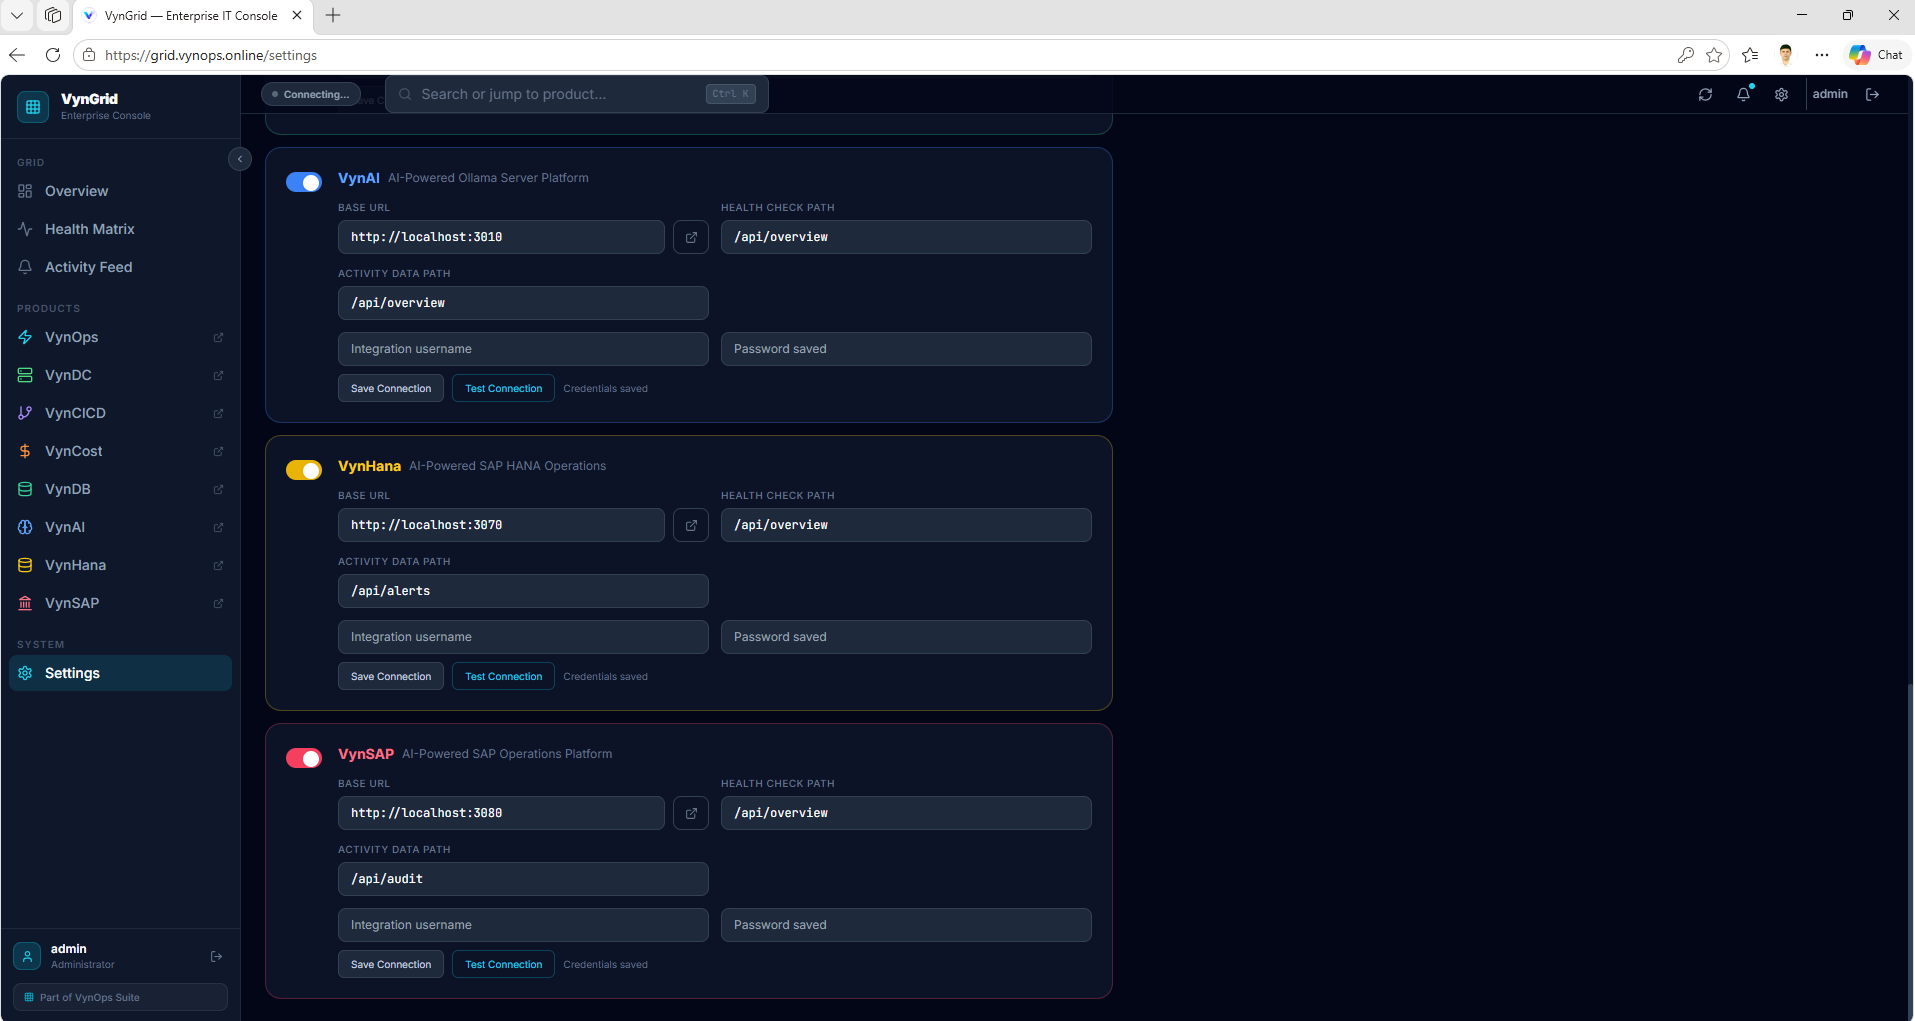 VynGrid — Enterprise IT Console
https://grid.vynops.online/settings
Chat
VynGrid
Enterprise Console
Connecting...
Search or jump to product...
Ctrl K
admin
GRID
Overview
Health Matrix
Activity Feed
PRODUCTS
VynOps
VynDC
VynCICD
VynCost
VynDB
VynAI
VynHana
VynSAP
SYSTEM
Settings
admin
Administrator
Part of VynOps Suite
VynAI AI-Powered Ollama Server Platform
BASE URL HEALTH CHECK PATH
http://localhost:3010 /api/overview
ACTIVITY DATA PATH
/api/overview
Integration username Password saved
Save Connection Test Connection Credentials saved
VynHana AI-Powered SAP HANA Operations
BASE URL HEALTH CHECK PATH
http://localhost:3070 /api/overview
ACTIVITY DATA PATH
/api/alerts
Integration username Password saved
Save Connection Test Connection Credentials saved
VynSAP AI-Powered SAP Operations Platform
BASE URL HEALTH CHECK PATH
http://localhost:3080 /api/overview
ACTIVITY DATA PATH
/api/audit
Integration username Password saved
Save Connection Test Connection Credentials saved